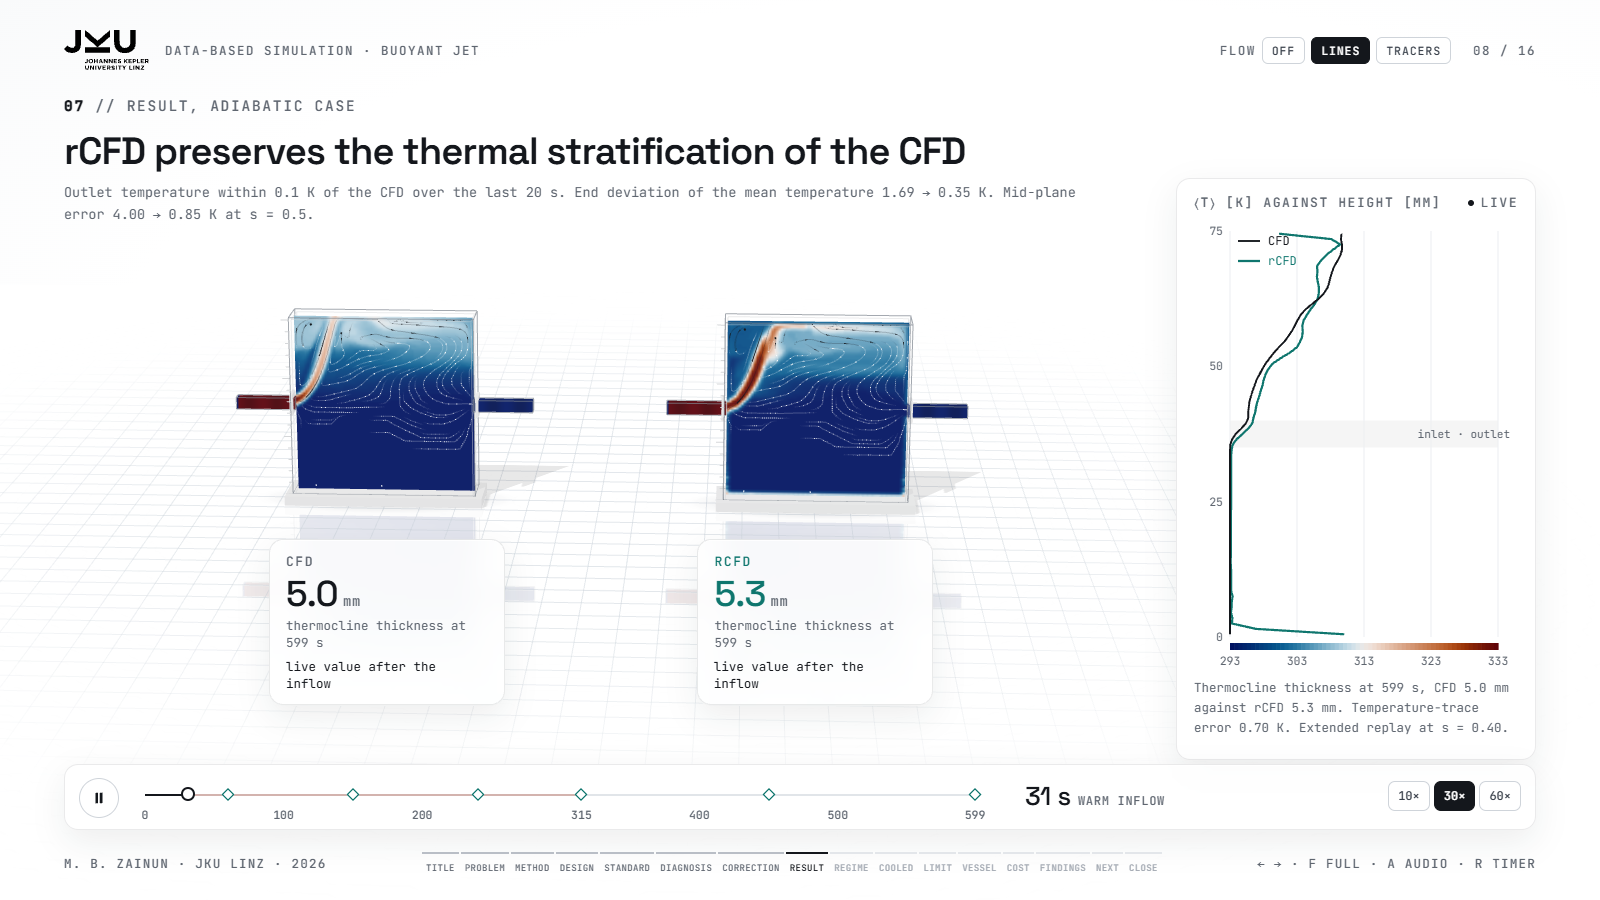 JKU
JOHANNES KEPLER
UNIVERSITY LINZ
DATA-BASED SIMULATION · BUOYANT JET
FLOW OFF LINES TRACERS 08 / 16
07 // RESULT, ADIABATIC CASE
rCFD preserves the thermal stratification of the CFD
Outlet temperature within 0.1 K of the CFD over the last 20 s. End deviation of the mean temperature 1.69 → 0.35 K. Mid-plane
error 4.00 → 0.85 K at s = 0.5.
⟨T⟩ [K] AGAINST HEIGHT [MM] ● LIVE
75
CFD
rCFD
50
inlet · outlet
25
0
293 303 313 323 333
Thermocline thickness at 599 s, CFD 5.0 mm
against rCFD 5.3 mm. Temperature-trace
error 0.70 K. Extended replay at s = 0.40.
CFD
5.0 mm
thermocline thickness at
599 s
live value after the
inflow
RCFD
5.3 mm
thermocline thickness at
599 s
live value after the
inflow
0 100 200 315 400 500 599
31 s WARM INFLOW
10× 30× 60×
M. B. ZAINUN · JKU LINZ · 2026
TITLE PROBLEM METHOD DESIGN STANDARD DIAGNOSIS CORRECTION RESULT REGIME COOLED LIMIT VESSEL COST FINDINGS NEXT CLOSE
← → · F FULL · A AUDIO · R TIMER